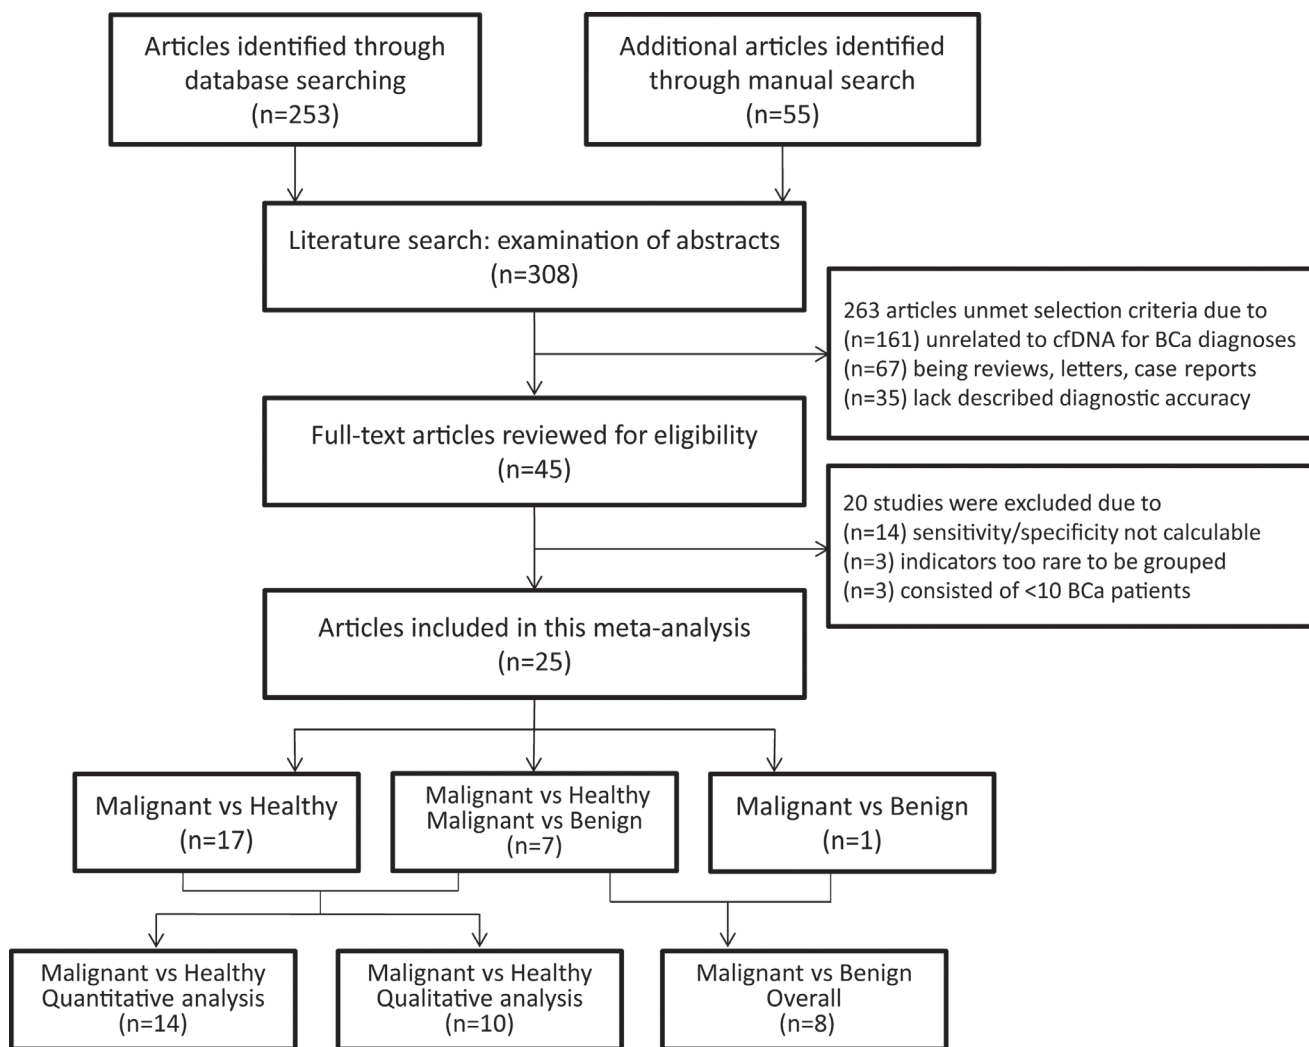 Articles identified through
database searching
(n=253)
Additional articles identified
through manual search
(n=55)
Literature search: examination of abstracts
(n=308)
263 articles unmet selection criteria due to
(n=161) unrelated to cfDNA for BCa diagnoses
(n=67) being reviews, letters, case reports
(n=35) lack described diagnostic accuracy
Full-text articles reviewed for eligibility
(n=45)
20 studies were excluded due to
(n=14) sensitivity/specificity not calculable
(n=3) indicators too rare to be grouped
(n=3) consisted of <10 BCa patients
Articles included in this meta-analysis
(n=25)
Malignant vs Healthy
(n=17)
Malignant vs Healthy
Malignant vs Benign
(n=7)
Malignant vs Benign
(n=1)
Malignant vs Healthy
Quantitative analysis
(n=14)
Malignant vs Healthy
Qualitative analysis
(n=10)
Malignant vs Benign
Overall
(n=8)